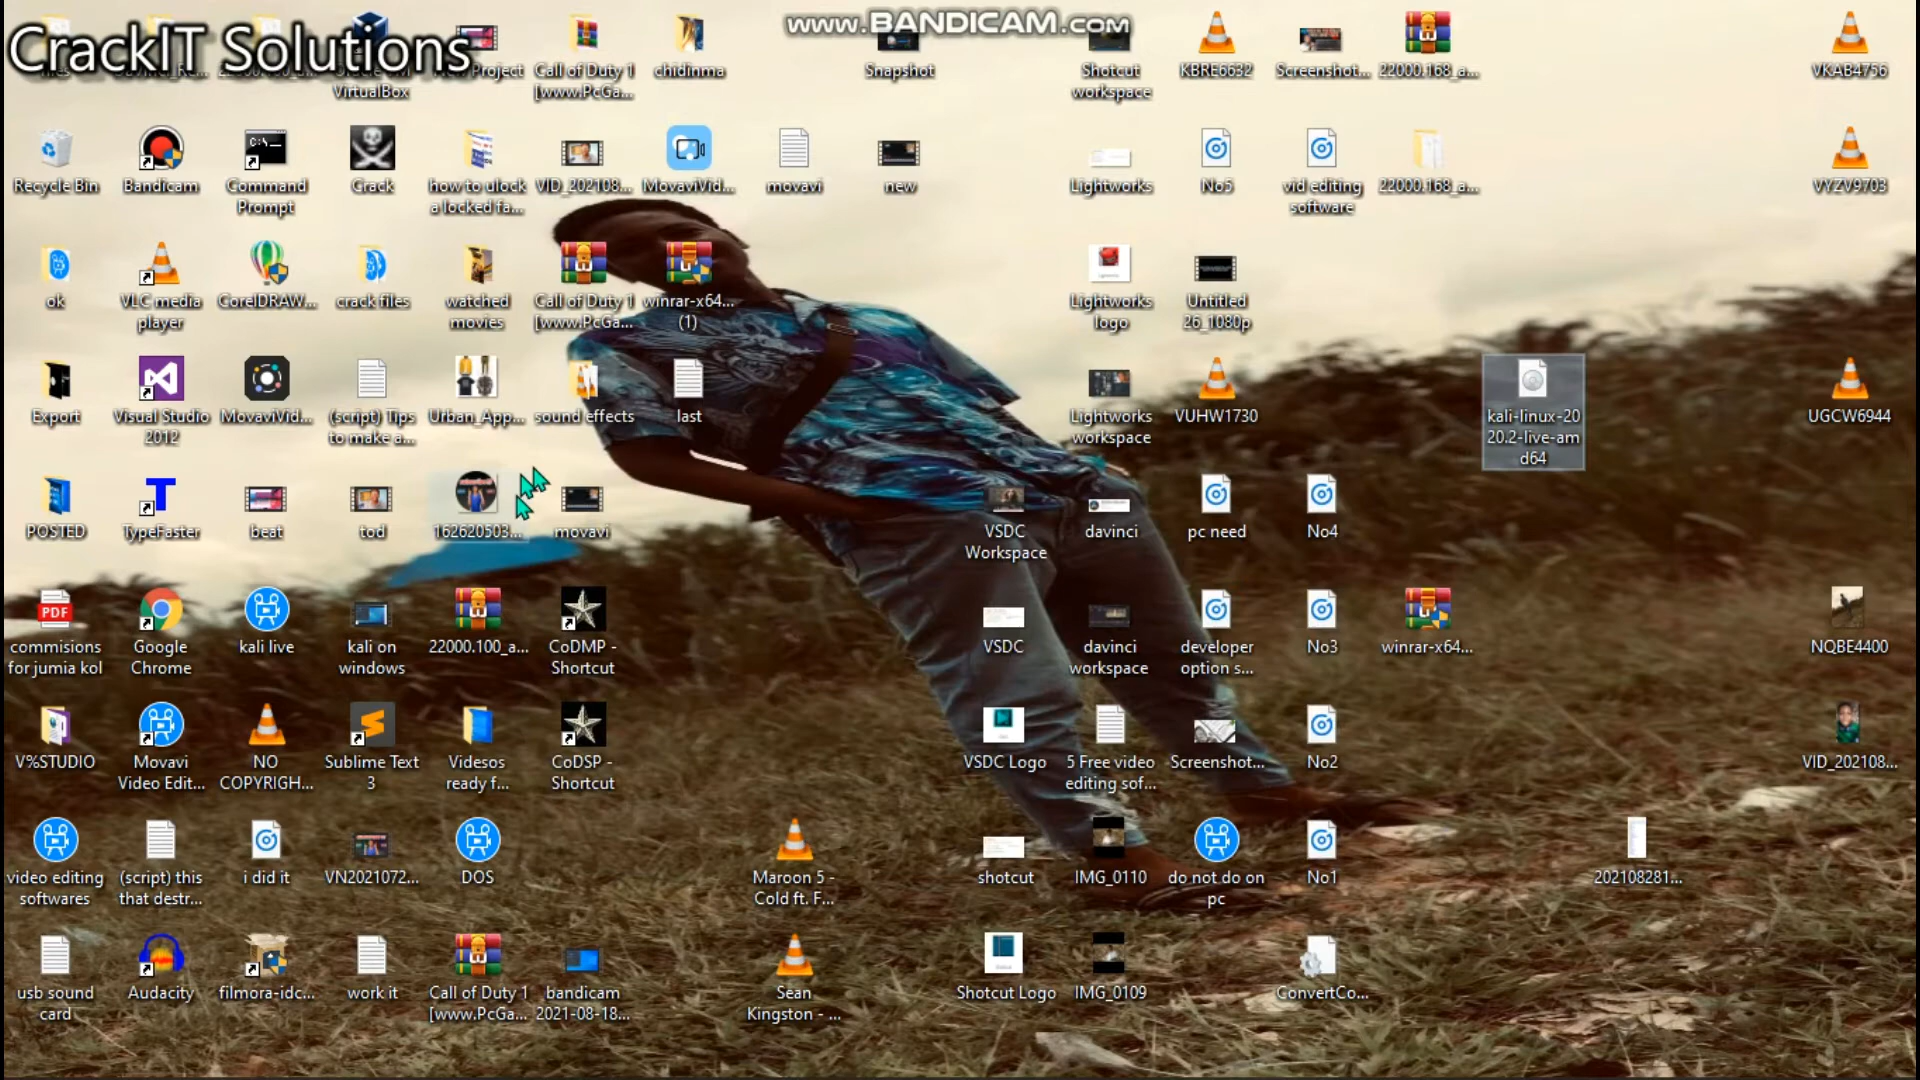 CrackIT Solutions
www.BANDICAM.com
VirtualBox
Project
Call of Duty 1
[www.PcGa...
chidinma
Snapshot
Shotcut
workspace
KBRE6632
Screenshot...
22000.168_a...
VKAB4756
Recycle Bin
Bandicam
Command
Prompt
Crack
how to ulock
a locked fa...
VID_202108...
MovaviVid...
movavi
new
Lightworks
No5
vid editing
software
22000.168_a...
VYZV9703
ok
VLC media
player
CorelDRAW...
crack files
watched
movies
Call of Duty 1
[www.PcGa...
winrar-x64...
(1)
Lightworks
logo
Untitled
26_1080p
Export
Visual Studio
2012
MovaviVid...
(script) Tips
to make a...
Urban_App...
sound effects
last
Lightworks
workspace
VUHW1730
kali-linux-20
20.2-live-am
d64
UGCW6944
POSTED
TypeFaster
beat
tod
162620503...
movavi
VSDC
Workspace
davinci
pc need
No4
PDF
commisions
for jumia kol
Google
Chrome
kali live
kali on
windows
22000.100_a...
CoDMP -
Shortcut
VSDC
davinci
workspace
developer
option s...
No3
winrar-x64...
NQBE4400
V%STUDIO
Movavi
Video Edit...
NO
COPYRIGH...
Sublime Text
3
Videsos
ready f...
CoDSP -
Shortcut
VSDC Logo
5 Free video
editing sof...
Screenshot...
No2
VID_202108...
video editing
softwares
(script) this
that destr...
i did it
VN2021072...
DOS
Maroon 5 -
Cold ft. F...
shotcut
IMG_0110
do not do on
pc
No1
202108281...
usb sound
card
Audacity
filmora-idc...
work it
Call of Duty 1
[www.PcGa...
bandicam
2021-08-18...
Sean
Kingston - ...
Shotcut Logo
IMG_0109
ConvertCo...